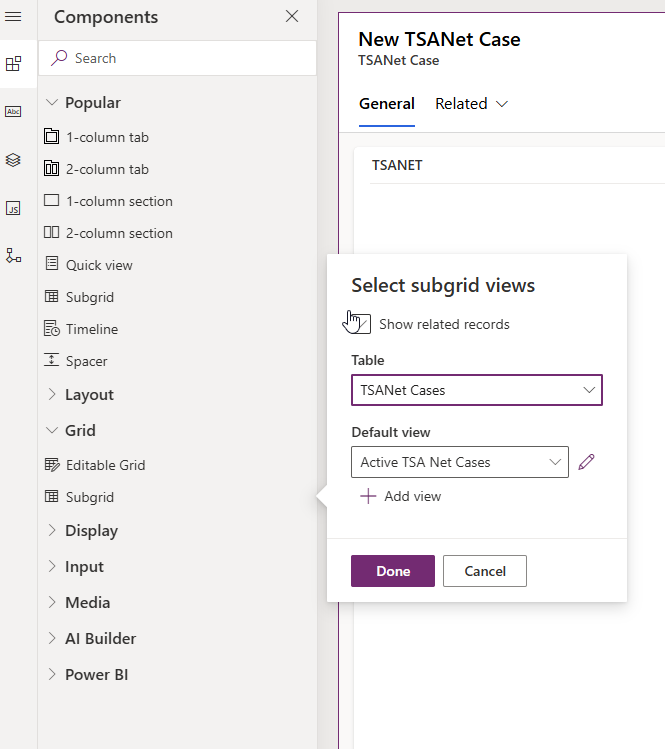 Components
Search
Popular
1-column tab
2-column tab
1-column section
2-column section
Quick view
Subgrid
Timeline
Spacer
Layout
Grid
Editable Grid
Subgrid
Display
Input
Media
AI Builder
Power BI
Abc
JS
New TSANet Case
TSANet Case
General Related
TSANET
Select subgrid views
Show related records
Table
TSANet Cases
Default view
Active TSA Net Cases
Add view
Done Cancel